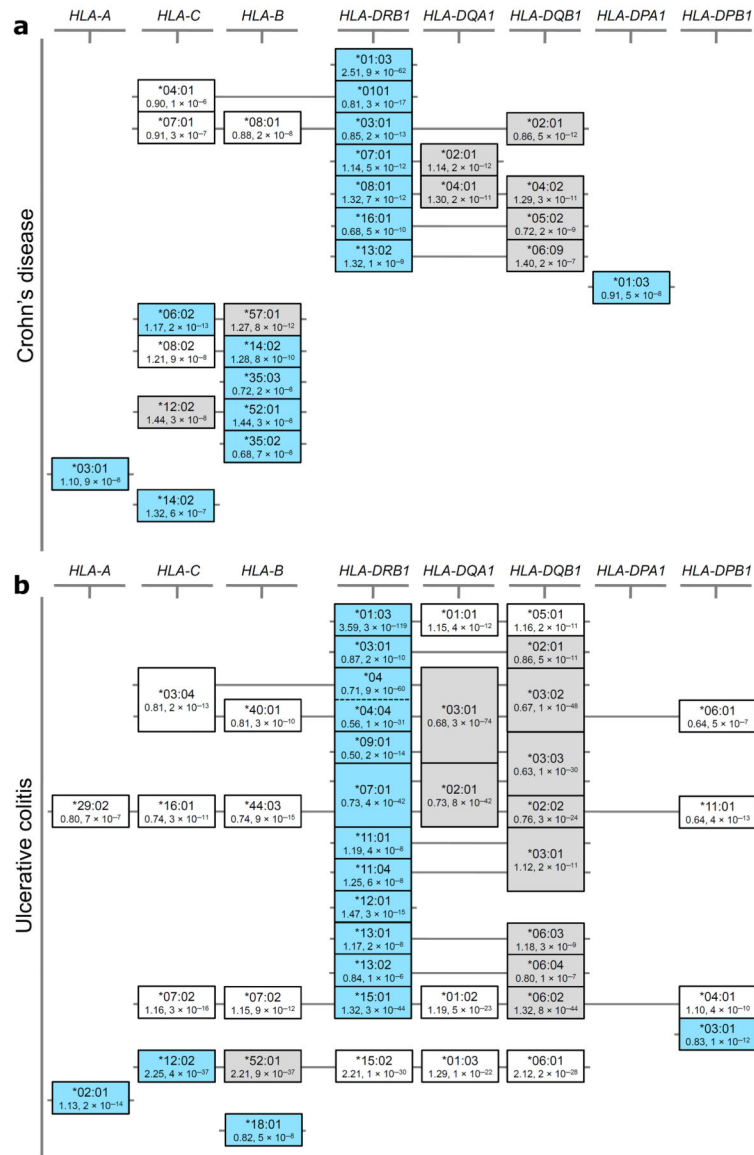 a
HLA-A HLA-C HLA-B HLA-DRB1 HLA-DQA1 HLA-DQB1 HLA-DPA1 HLA-DPB1
Crohn's disease
*01:03
2.51, 9 × 10⁻⁶²
*04:01 *0101
0.90, 1 × 10⁻⁶ 0.81, 3 × 10⁻¹⁷
*07:01 *08:01 *03:01 *02:01
0.91, 3 × 10⁻⁷ 0.88, 2 × 10⁻⁸ 0.85, 2 × 10⁻¹³ 0.86, 5 × 10⁻¹²
*07:01 *02:01
1.14, 5 × 10⁻¹² 1.14, 2 × 10⁻¹²
*08:01 *04:01 *04:02
1.32, 7 × 10⁻¹² 1.30, 2 × 10⁻¹¹ 1.29, 3 × 10⁻¹¹
*16:01 *05:02
0.68, 5 × 10⁻¹⁰ 0.72, 2 × 10⁻⁹
*13:02 *06:09
1.32, 1 × 10⁻⁹ 1.40, 2 × 10⁻⁷
*01:03
0.91, 5 × 10⁻⁸
*06:02 *57:01
1.17, 2 × 10⁻¹³ 1.27, 8 × 10⁻¹²
*08:02 *14:02
1.21, 9 × 10⁻⁸ 1.28, 8 × 10⁻¹⁰
*35:03
0.72, 2 × 10⁻⁸
*12:02 *52:01
1.44, 3 × 10⁻⁸ 1.44, 3 × 10⁻⁸
*35:02
0.68, 7 × 10⁻⁸
*03:01
1.10, 9 × 10⁻⁸
*14:02
1.32, 6 × 10⁻⁷
b
HLA-A HLA-C HLA-B HLA-DRB1 HLA-DQA1 HLA-DQB1 HLA-DPA1 HLA-DPB1
Ulcerative colitis
*01:03 *01:01 *05:01
3.59, 3 × 10⁻¹¹⁹ 1.15, 4 × 10⁻¹² 1.16, 2 × 10⁻¹¹
*03:01 *02:01
0.87, 2 × 10⁻¹⁰ 0.86, 5 × 10⁻¹¹
*04
0.71, 9 × 10⁻⁶⁰
*03:04 *03:01 *03:02
0.81, 2 × 10⁻¹³ 0.68, 3 × 10⁻⁷⁴ 0.67, 1 × 10⁻⁴⁸
*40:01 *04:04 *06:01
0.81, 3 × 10⁻¹⁰ 0.56, 1 × 10⁻³¹ 0.64, 5 × 10⁻⁷
*09:01
0.50, 2 × 10⁻¹⁴
*03:03
0.63, 1 × 10⁻³⁰
*07:01 *02:01
0.73, 4 × 10⁻⁴² 0.73, 8 × 10⁻⁴²
*29:02 *16:01 *44:03 *02:02 *11:01
0.80, 7 × 10⁻⁷ 0.74, 3 × 10⁻¹¹ 0.74, 9 × 10⁻¹⁵ 0.76, 3 × 10⁻²⁴ 0.64, 4 × 10⁻¹³
*11:01
1.19, 4 × 10⁻⁸
*03:01
1.12, 2 × 10⁻¹¹
*11:04
1.25, 6 × 10⁻⁸
*12:01
1.47, 3 × 10⁻¹⁵
*13:01 *06:03
1.17, 2 × 10⁻⁸ 1.18, 3 × 10⁻⁹
*13:02 *06:04
0.84, 1 × 10⁻⁶ 0.80, 1 × 10⁻⁷
*07:02 *07:02 *15:01 *01:02 *06:02 *04:01
1.16, 3 × 10⁻¹⁶ 1.15, 9 × 10⁻¹² 1.32, 3 × 10⁻⁴⁴ 1.19, 5 × 10⁻²³ 1.32, 8 × 10⁻⁴⁴ 1.10, 4 × 10⁻¹⁰
*03:01
0.83, 1 × 10⁻¹²
*12:02 *52:01 *15:02 *01:03 *06:01
2.25, 4 × 10⁻³⁷ 2.21, 9 × 10⁻³⁷ 2.21, 1 × 10⁻³⁰ 1.29, 1 × 10⁻²² 2.12, 2 × 10⁻²⁸
*02:01
1.13, 2 × 10⁻¹⁴
*18:01
0.82, 5 × 10⁻⁸